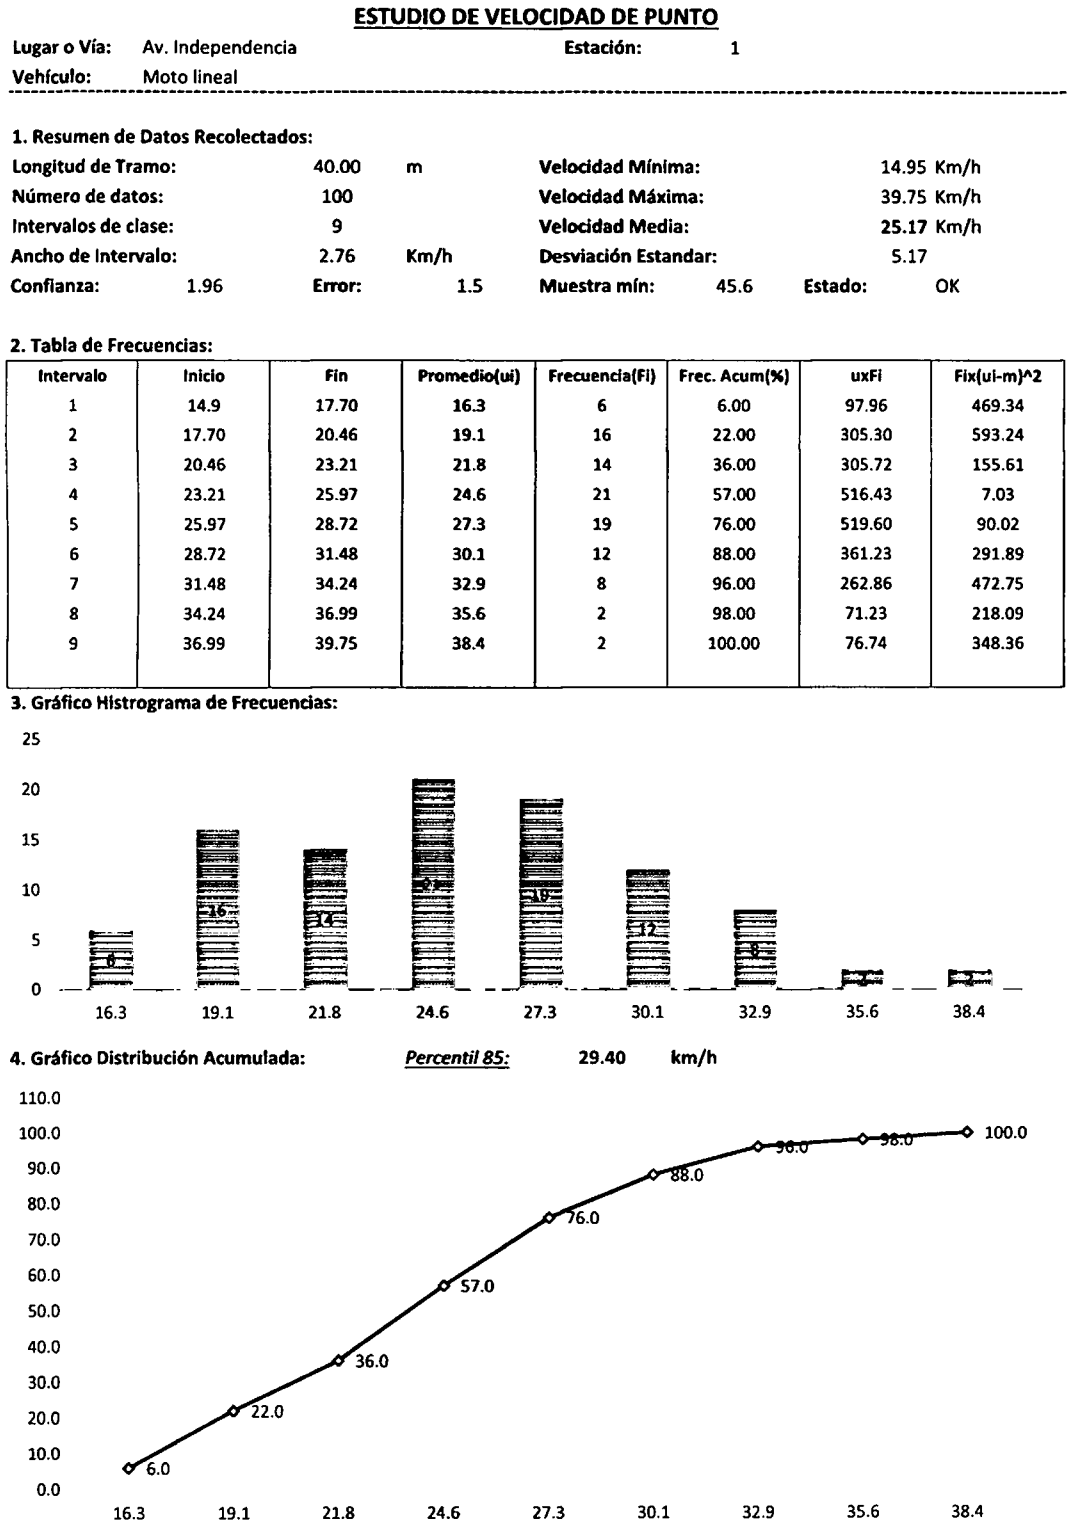 ESTUDIO DE VELOCIDAD DE PUNTO
Lugar o Vía: Av. Independencia Estación: 1
Vehículo: Moto lineal
1. Resumen de Datos Recolectados:
Longitud de Tramo: 40.00 m Velocidad Mínima: 14.95 Km/h
Número de datos: 100 Velocidad Máxima: 39.75 Km/h
Intervalos de clase: 9 Velocidad Media: 25.17 Km/h
Ancho de Intervalo: 2.76 Km/h Desviación Estandar: 5.17
Confianza: 1.96 Error: 1.5 Muestra mín: 45.6 Estado: OK
2. Tabla de Frecuencias:
Intervalo Inicio Fin Promedio(ui) Frecuencia(Fi) Frec. Acum(%) uxFi Fix(ui-m)^2
1 14.9 17.70 16.3 6 6.00 97.96 469.34
2 17.70 20.46 19.1 16 22.00 305.30 593.24
3 20.46 23.21 21.8 14 36.00 305.72 155.61
4 23.21 25.97 24.6 21 57.00 516.43 7.03
5 25.97 28.72 27.3 19 76.00 519.60 90.02
6 28.72 31.48 30.1 12 88.00 361.23 291.89
7 31.48 34.24 32.9 8 96.00 262.86 472.75
8 34.24 36.99 35.6 2 98.00 71.23 218.09
9 36.99 39.75 38.4 2 100.00 76.74 348.36
3. Gráfico Histrograma de Frecuencias:
25
20
15
10
5
0
6 16 14 21 19 12 8 2 2
16.3 19.1 21.8 24.6 27.3 30.1 32.9 35.6 38.4
4. Gráfico Distribución Acumulada: Percentil 85: 29.40 km/h
110.0
100.0
90.0
80.0
70.0
60.0
50.0
40.0
30.0
20.0
10.0
0.0
6.0 22.0 36.0 57.0 76.0 88.0 96.0 98.0 100.0
16.3 19.1 21.8 24.6 27.3 30.1 32.9 35.6 38.4